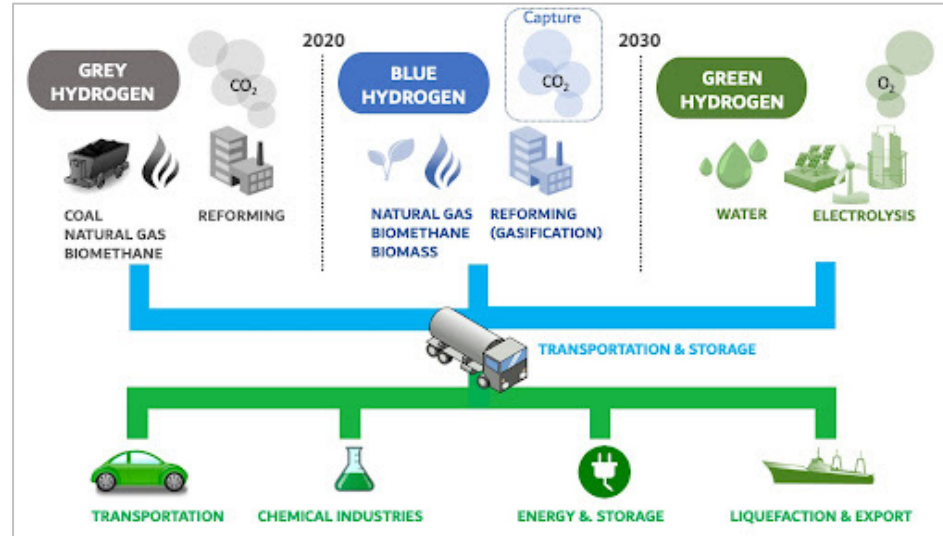 Capture
2020
2030
GREY
HYDROGEN
CO₂
BLUE
HYDROGEN
CO₂
GREEN
HYDROGEN
O₂
COAL
NATURAL GAS
BIOMETHANE
REFORMING
NATURAL GAS
BIOMETHANE
BIOMASS
REFORMING
(GASIFICATION)
WATER
ELECTROLYSIS
TRANSPORTATION & STORAGE
TRANSPORTATION
CHEMICAL INDUSTRIES
ENERGY &. STORAGE
LIQUEFACTION & EXPORT